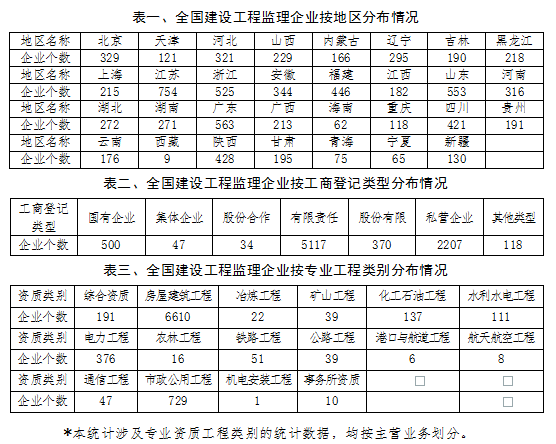 表一、全国建设工程监理企业按地区分布情况
地区名称 北京 天津 河北 山西 内蒙古 辽宁 吉林 黑龙江
企业个数 329 121 321 229 166 295 190 218
地区名称 上海 江苏 浙江 安徽 福建 江西 山东 河南
企业个数 215 754 525 344 446 182 553 316
地区名称 湖北 湖南 广东 广西 海南 重庆 四川 贵州
企业个数 272 271 563 213 62 118 421 191
地区名称 云南 西藏 陕西 甘肃 青海 宁夏 新疆
企业个数 176 9 428 195 75 65 130
表二、全国建设工程监理企业按工商登记类型分布情况
工商登记类型 国有企业 集体企业 股份合作 有限责任 股份有限 私营企业 其他类型
企业个数 500 47 34 5117 370 2207 118
表三、全国建设工程监理企业按专业工程类别分布情况
资质类别 综合资质 房屋建筑工程 冶炼工程 矿山工程 化工石油工程 水利水电工程
企业个数 191 6610 22 39 137 111
资质类别 电力工程 农林工程 铁路工程 公路工程 港口与航道工程 航天航空工程
企业个数 376 16 51 39 6 8
资质类别 通信工程 市政公用工程 机电安装工程 事务所资质 □ □
企业个数 47 729 1 10 □
*本统计涉及专业资质工程类别的统计数据，均按主营业务划分。